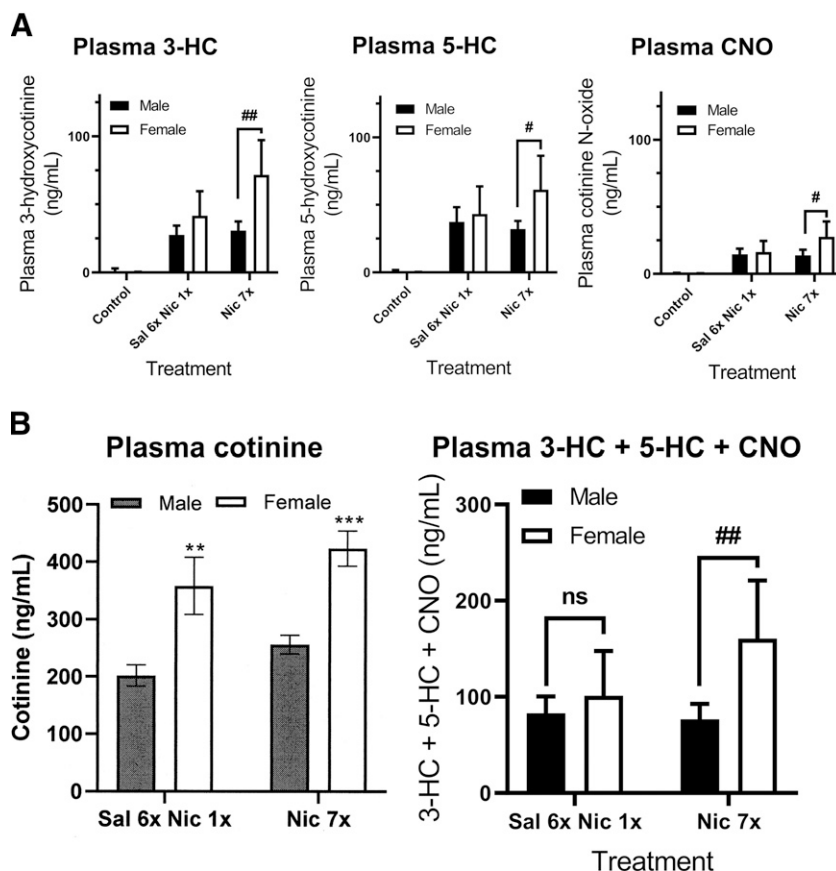 A
Plasma 3-HC
Plasma 3-hydroxycotinine
(ng/mL)
100
0
Male
Female
##
Control
Sal 6x Nic 1x
Nic 7x
Treatment
Plasma 5-HC
Plasma 5-hydroxycotinine
(ng/mL)
100
0
Male
Female
#
Control
Sal 6x Nic 1x
Nic 7x
Treatment
Plasma CNO
Plasma cotinine N-oxide
(ng/mL)
100
0
Male
Female
#
Control
Sal 6x Nic 1x
Nic 7x
Treatment
B
Plasma cotinine
Cotinine (ng/mL)
500
400
300
200
100
0
Male
Female
**
***
Sal 6x Nic 1x
Nic 7x
Plasma 3-HC + 5-HC + CNO
3-HC + 5-HC + CNO (ng/mL)
300
200
100
0
Male
Female
ns
##
Sal 6x Nic 1x
Nic 7x
Treatment